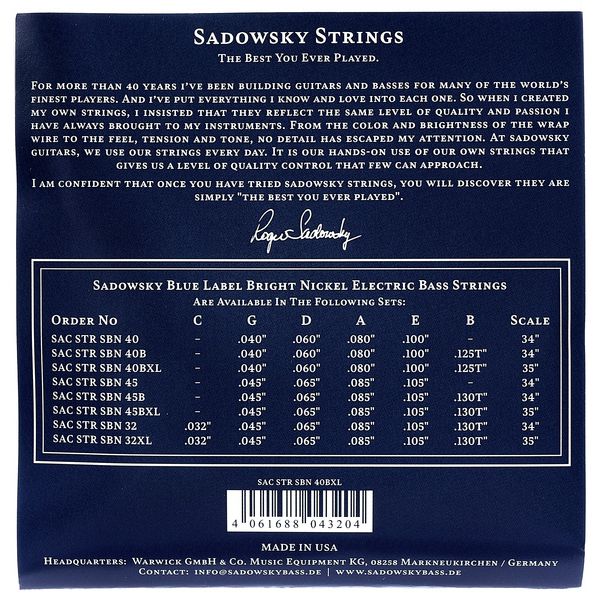 SADOWSKY STRINGS
THE BEST YOU EVER PLAYED.
FOR MORE THAN 40 YEARS I'VE BEEN BUILDING GUITARS AND BASSES FOR MANY OF THE WORLD'S
FINEST PLAYERS. AND I'VE PUT EVERYTHING I KNOW AND LOVE INTO EACH ONE. SO WHEN I CREATED
MY OWN STRINGS, I INSISTED THAT THEY REFLECT THE SAME LEVEL OF QUALITY AND PASSION I
HAVE ALWAYS BROUGHT TO MY INSTRUMENTS. FROM THE COLOR AND BRIGHTNESS OF THE WRAP
WIRE TO THE FEEL, TENSION AND TONE, NO DETAIL HAS ESCAPED MY ATTENTION. AT SADOWSKY
GUITARS, WE USE OUR STRINGS EVERY DAY. IT IS OUR HANDS-ON USE OF OUR OWN STRINGS THAT
GIVES US A LEVEL OF QUALITY CONTROL THAT FEW CAN APPROACH.
I AM CONFIDENT THAT ONCE YOU HAVE TRIED SADOWSKY STRINGS, YOU WILL DISCOVER THEY ARE
SIMPLY "THE BEST YOU EVER PLAYED".
Roger Sadowsky
SADOWSKY BLUE LABEL BRIGHT NICKEL ELECTRIC BASS STRINGS
ARE AVAILABLE IN THE FOLLOWING SETS:
ORDER NO C G D A E B SCALE
SAC STR SBN 40 – .040" .060" .080" .100" – 34"
SAC STR SBN 40B – .040" .060" .080" .100" .125T" 34"
SAC STR SBN 40BXL – .040" .060" .080" .100" .125T" 35"
SAC STR SBN 45 – .045" .065" .085" .105" – 34"
SAC STR SBN 45B – .045" .065" .085" .105" .130T" 34"
SAC STR SBN 45BXL – .045" .065" .085" .105" .130T" 35"
SAC STR SBN 32 .032" .045" .065" .085" .105" .130T" 34"
SAC STR SBN 32XL .032" .045" .065" .085" .105" .130T" 35"
SAC STR SBN 40BXL
4 061688 043204
MADE IN USA
HEADQUARTERS: WARWICK GMBH & CO. MUSIC EQUIPMENT KG, 08258 MARKNEUKIRCHEN / GERMANY
CONTACT: INFO@SADOWSKYBASS.DE | WWW.SADOWSKYBASS.DE